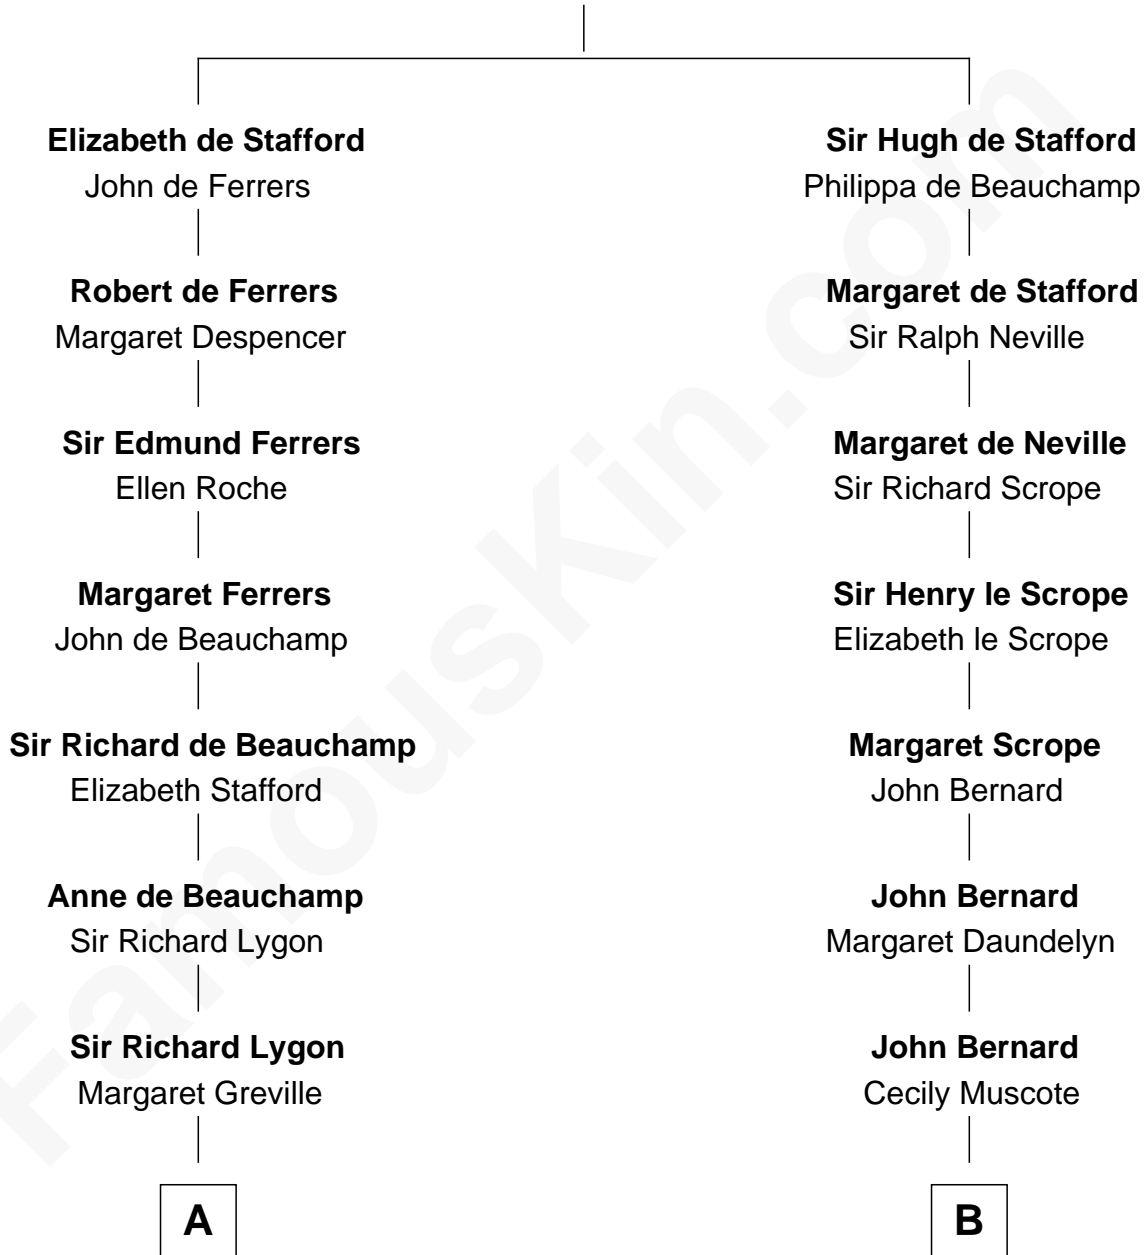 Elizabeth de Stafford
John de Ferrers
Robert de Ferrers
Margaret Despencer
Sir Edmund Ferrers
Ellen Roche
Margaret Ferrers
John de Beauchamp
Sir Richard de Beauchamp
Elizabeth Stafford
Anne de Beauchamp
Sir Richard Lygon
Sir Richard Lygon
Margaret Greville
A
Sir Hugh de Stafford
Philippa de Beauchamp
Margaret de Stafford
Sir Ralph Neville
Margaret de Neville
Sir Richard Scrope
Sir Henry le Scrope
Elizabeth le Scrope
Margaret Scrope
John Bernard
John Bernard
Margaret Daundelyn
John Bernard
Cecily Muscote
B
FamousKin.com